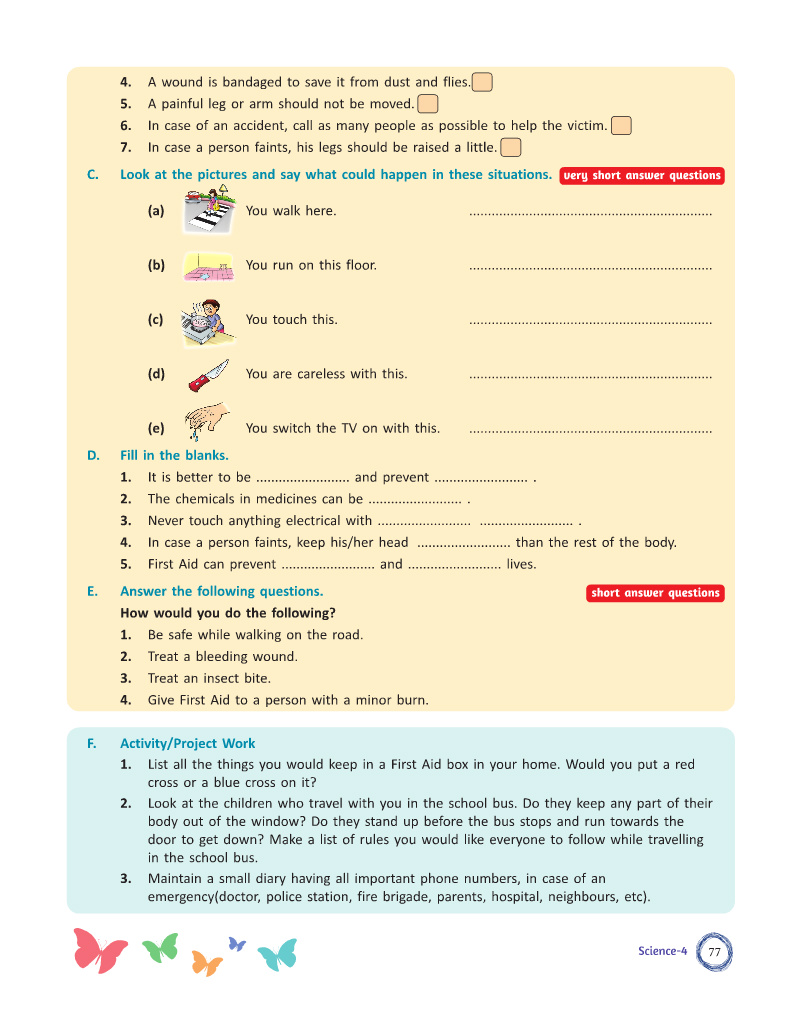 4. A wound is bandaged to save it from dust and flies.
5. A painful leg or arm should not be moved.
6. In case of an accident, call as many people as possible to help the victim.
7. In case a person faints, his legs should be raised a little.
C. Look at the pictures and say what could happen in these situations. very short answer questions
(a) You walk here. .................................................................
(b) You run on this floor. .................................................................
(c) You touch this. .................................................................
(d) You are careless with this. .................................................................
(e) You switch the TV on with this. .................................................................
D. Fill in the blanks.
1. It is better to be ......................... and prevent ......................... .
2. The chemicals in medicines can be ......................... .
3. Never touch anything electrical with ......................... ......................... .
4. In case a person faints, keep his/her head ......................... than the rest of the body.
5. First Aid can prevent ......................... and ......................... lives.
E. Answer the following questions. short answer questions
How would you do the following?
1. Be safe while walking on the road.
2. Treat a bleeding wound.
3. Treat an insect bite.
4. Give First Aid to a person with a minor burn.
F. Activity/Project Work
1. List all the things you would keep in a First Aid box in your home. Would you put a red
cross or a blue cross on it?
2. Look at the children who travel with you in the school bus. Do they keep any part of their
body out of the window? Do they stand up before the bus stops and run towards the
door to get down? Make a list of rules you would like everyone to follow while travelling
in the school bus.
3. Maintain a small diary having all important phone numbers, in case of an
emergency(doctor, police station, fire brigade, parents, hospital, neighbours, etc).
Science-4 77